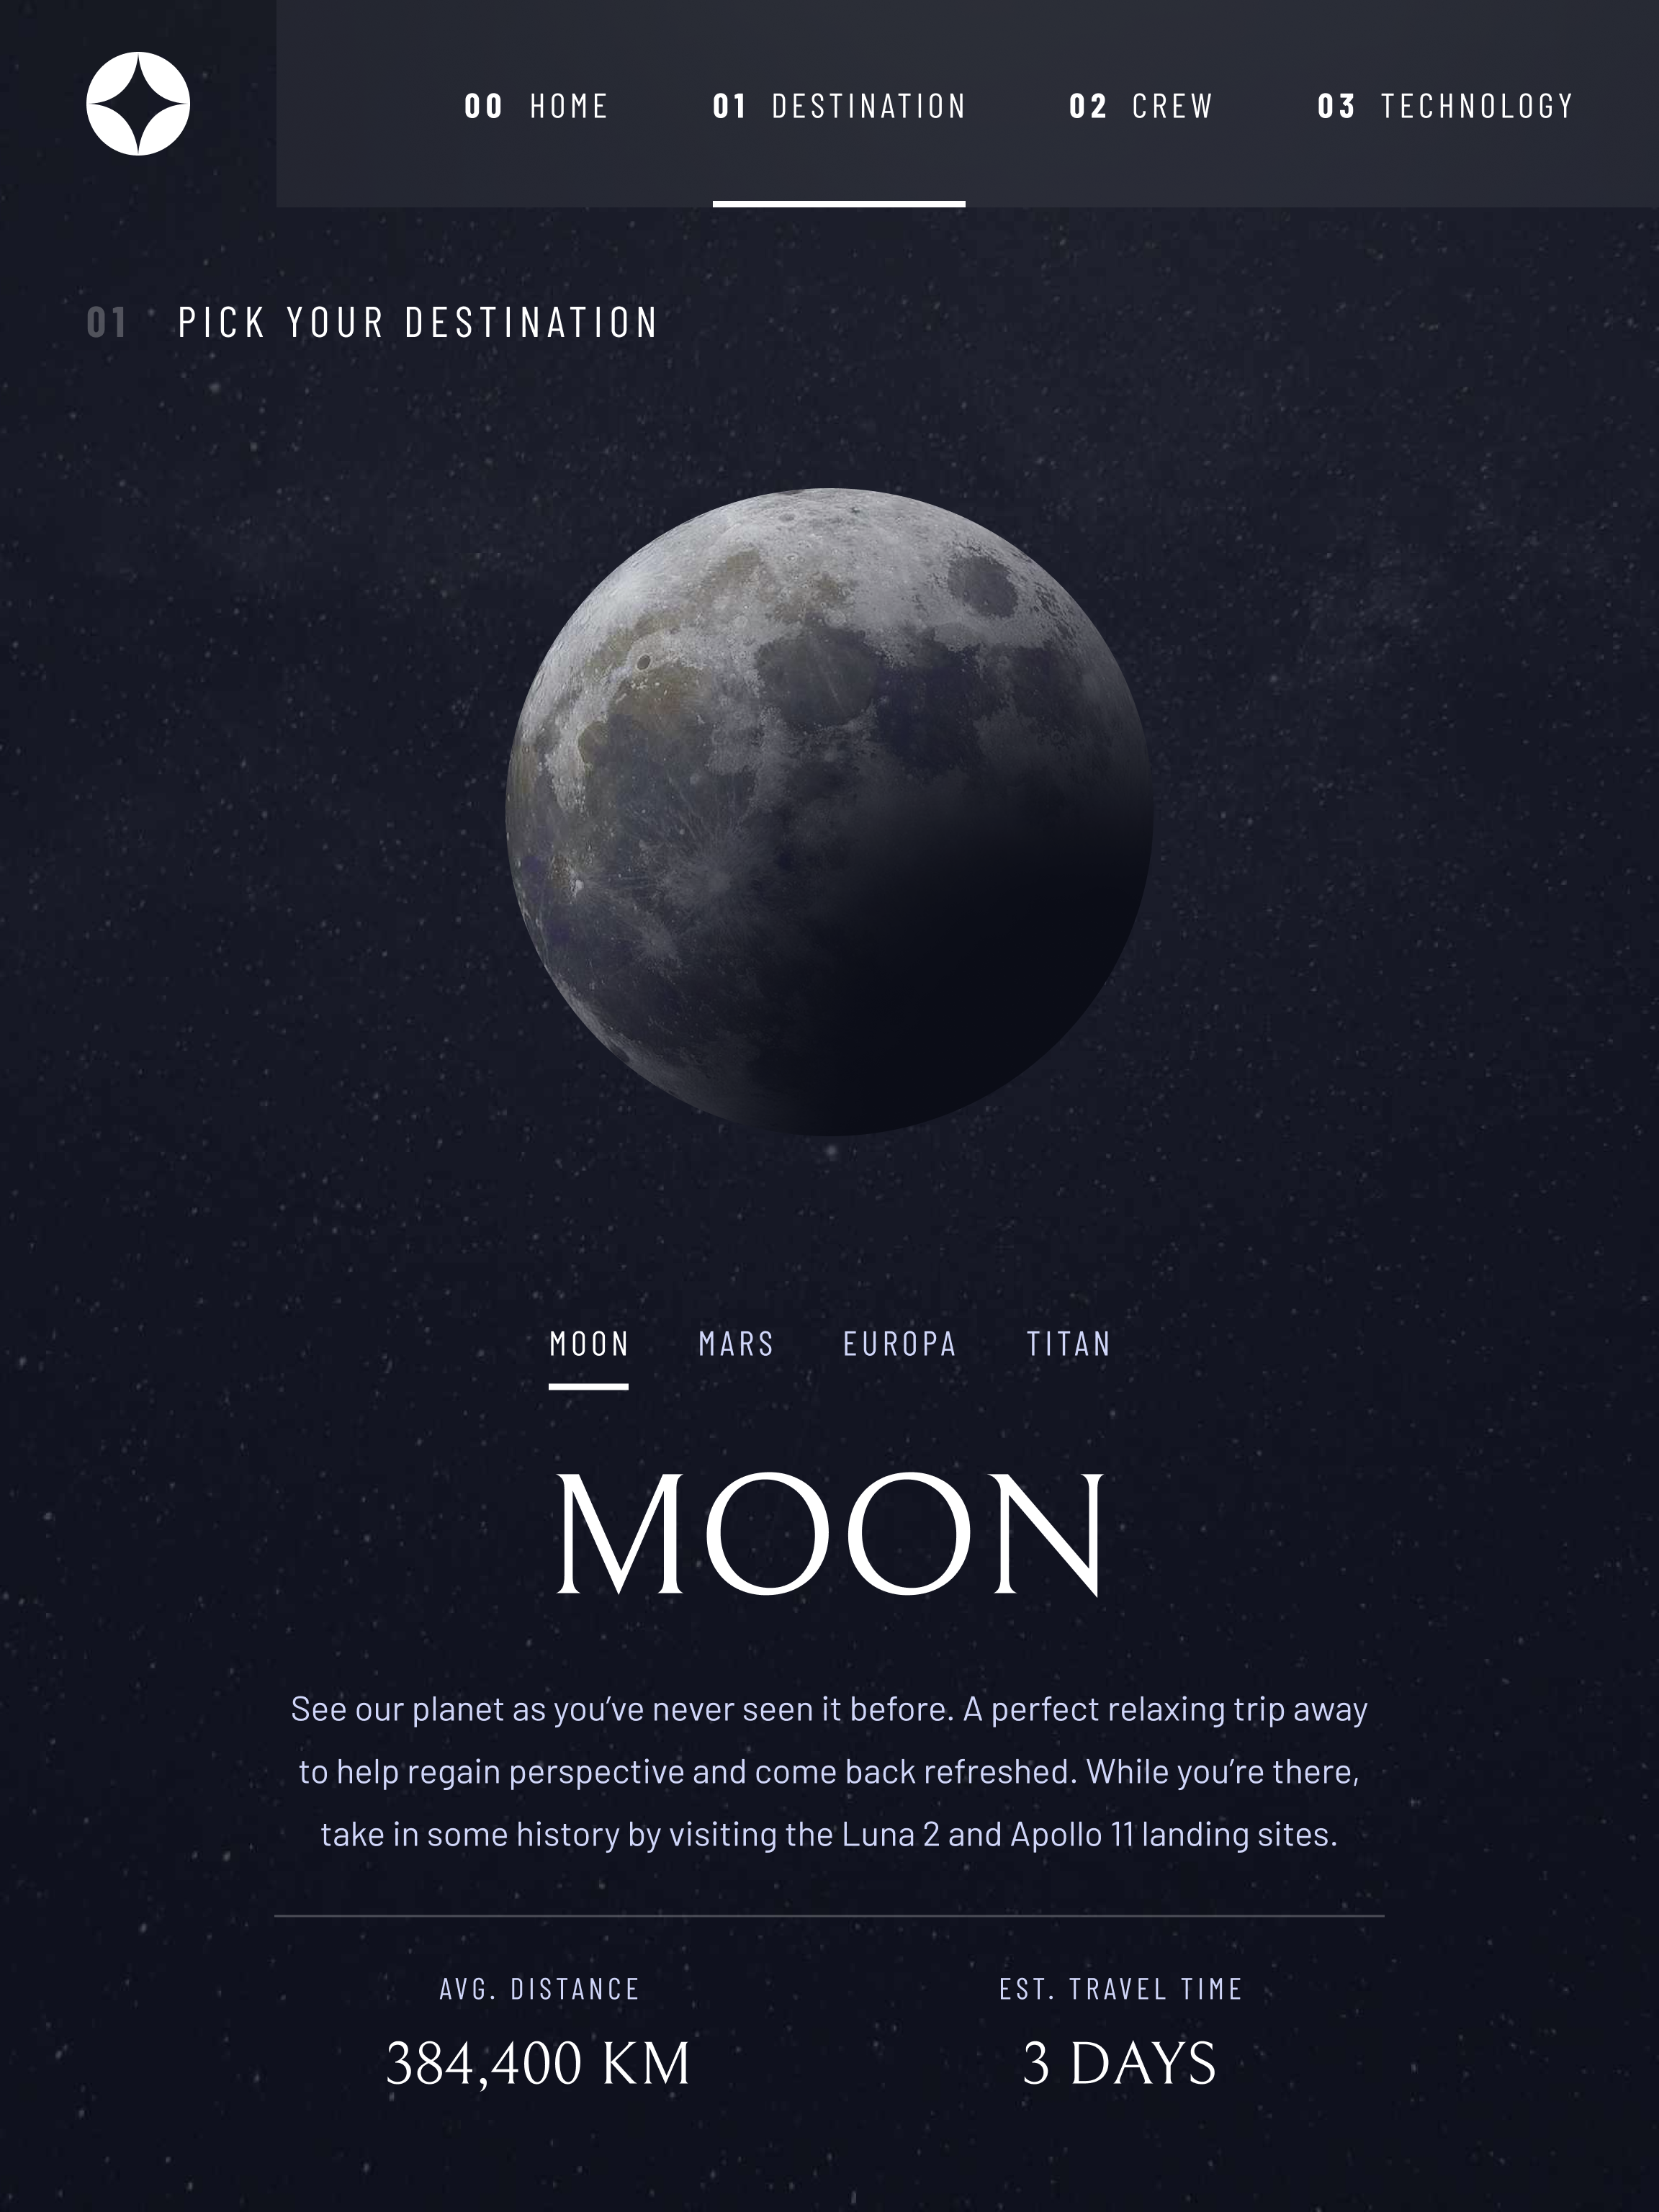 00 HOME 01 DESTINATION 02 CREW 03 TECHNOLOGY
01 PICK YOUR DESTINATION
MOON MARS EUROPA TITAN
MOON
See our planet as you’ve never seen it before. A perfect relaxing trip away
to help regain perspective and come back refreshed. While you’re there,
take in some history by visiting the Luna 2 and Apollo 11 landing sites.
AVG. DISTANCE
384,400 KM
EST. TRAVEL TIME
3 DAYS